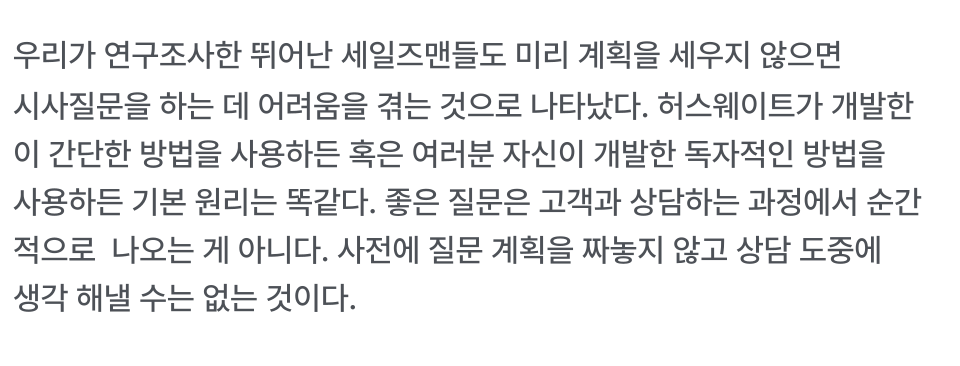 우리가 연구조사한 뛰어난 세일즈맨들도 미리 계획을 세우지 않으면
시사질문을 하는 데 어려움을 겪는 것으로 나타났다. 허스웨이트가 개발한
이 간단한 방법을 사용하든 혹은 여러분 자신이 개발한 독자적인 방법을
사용하든 기본 원리는 똑같다. 좋은 질문은 고객과 상담하는 과정에서 순간
적으로  나오는 게 아니다. 사전에 질문 계획을 짜놓지 않고 상담 도중에
생각 해낼 수는 없는 것이다.